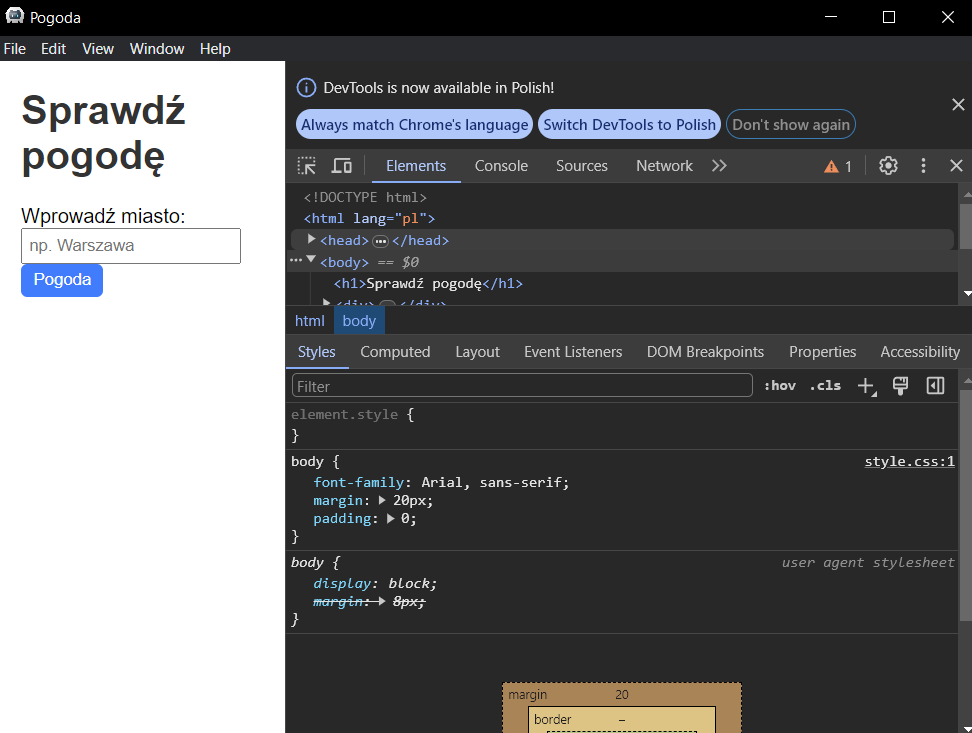 Pogoda
File Edit View Window Help
Sprawdź
pogodę
Wprowadź miasto:
np. Warszawa
Pogoda
DevTools is now available in Polish!
Always match Chrome's language Switch DevTools to Polish Don't show again
Elements Console Sources Network 1
<!DOCTYPE html>
<html lang="pl">
<head> … </head>
… <body> == $0
<h1>Sprawdź pogodę</h1>
<div> … </div>
html body
Styles Computed Layout Event Listeners DOM Breakpoints Properties Accessibility
Filter :hov .cls
element.style {
}
body { style.css:1
font-family: Arial, sans-serif;
margin: 20px;
padding: 0;
}
body { user agent stylesheet
display: block;
margin: 8px;
}
margin 20
border –